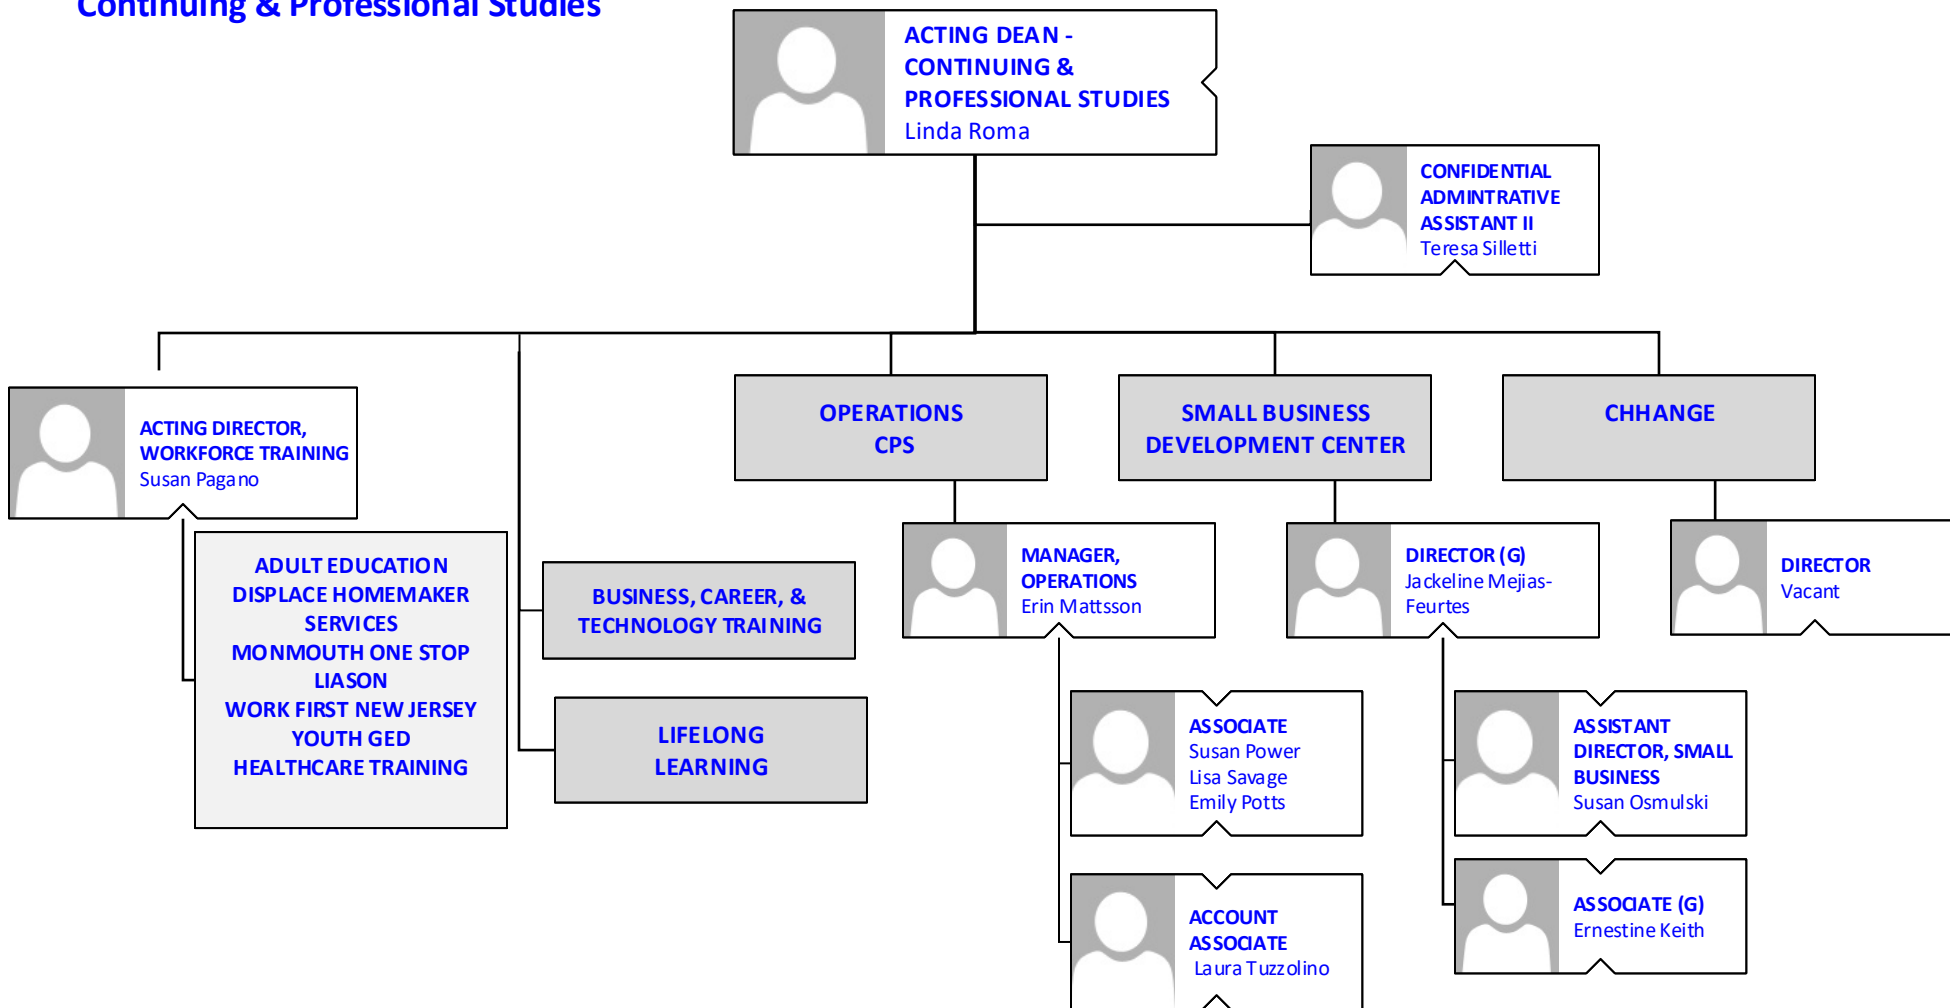 Continuing & Professional Studies
ACTING DEAN -
CONTINUING &
PROFESSIONAL STUDIES
Linda Roma
CONFIDENTIAL
ADMINTRATIVE
ASSISTANT II
Teresa Silletti
ACTING DIRECTOR,
WORKFORCE TRAINING
Susan Pagano
ADULT EDUCATION
DISPLACE HOMEMAKER
SERVICES
MONMOUTH ONE STOP
LIASON
WORK FIRST NEW JERSEY
YOUTH GED
HEALTHCARE TRAINING
BUSINESS, CAREER, &
TECHNOLOGY TRAINING
LIFELONG
LEARNING
OPERATIONS
CPS
MANAGER,
OPERATIONS
Erin Mattsson
ASSOCIATE
Susan Power
Lisa Savage
Emily Potts
ACCOUNT
ASSOCIATE
Laura Tuzzolino
SMALL BUSINESS
DEVELOPMENT CENTER
DIRECTOR (G)
Jackeline Mejias-
Feurtes
ASSISTANT
DIRECTOR, SMALL
BUSINESS
Susan Osmulski
ASSOCIATE (G)
Ernestine Keith
CHHANGE
DIRECTOR
Vacant